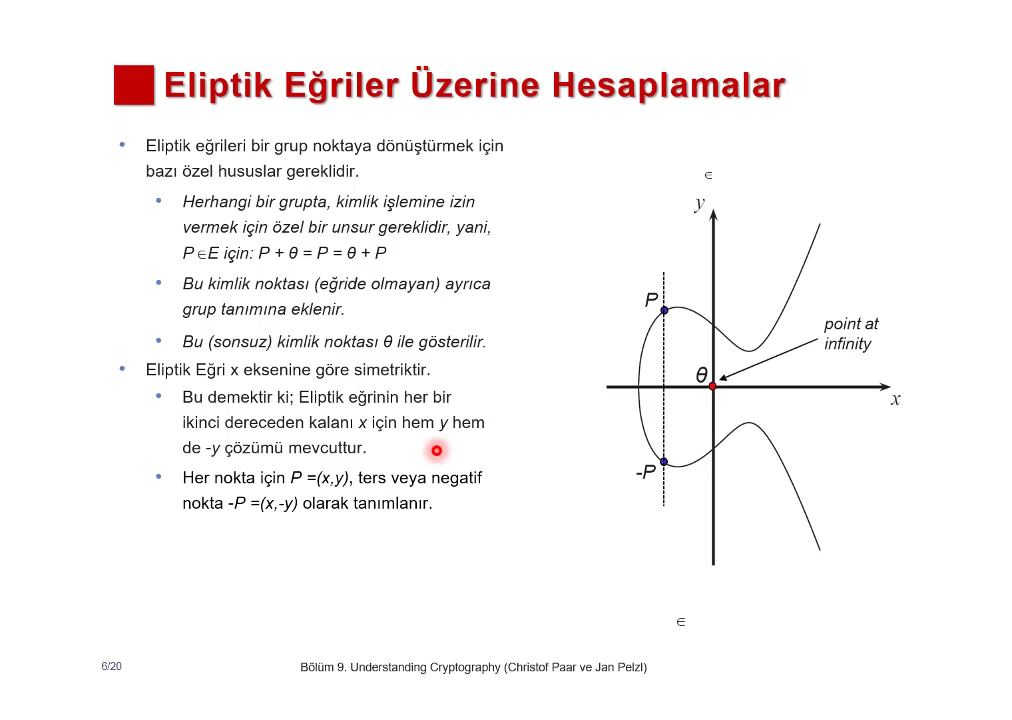 Eliptik Eğriler Üzerine Hesaplamalar
• Eliptik eğrileri bir grup noktaya dönüştürmek için
bazı özel hususlar gereklidir.
• Herhangi bir grupta, kimlik işlemine izin
vermek için özel bir unsur gereklidir, yani,
P ∈ E için: P + θ = P = θ + P
• Bu kimlik noktası (eğride olmayan) ayrıca
grup tanımına eklenir.
• Bu (sonsuz) kimlik noktası θ ile gösterilir.
• Eliptik Eğri x eksenine göre simetriktir.
• Bu demektir ki; Eliptik eğrinin her bir
ikinci dereceden kalanı x için hem y hem
de -y çözümü mevcuttur.
• Her nokta için P =(x,y), ters veya negatif
nokta -P =(x,-y) olarak tanımlanır.
∈
y
P
point at
infinity
θ
x
-P
∈
6/20
Bölüm 9. Understanding Cryptography (Christof Paar ve Jan Pelzl)